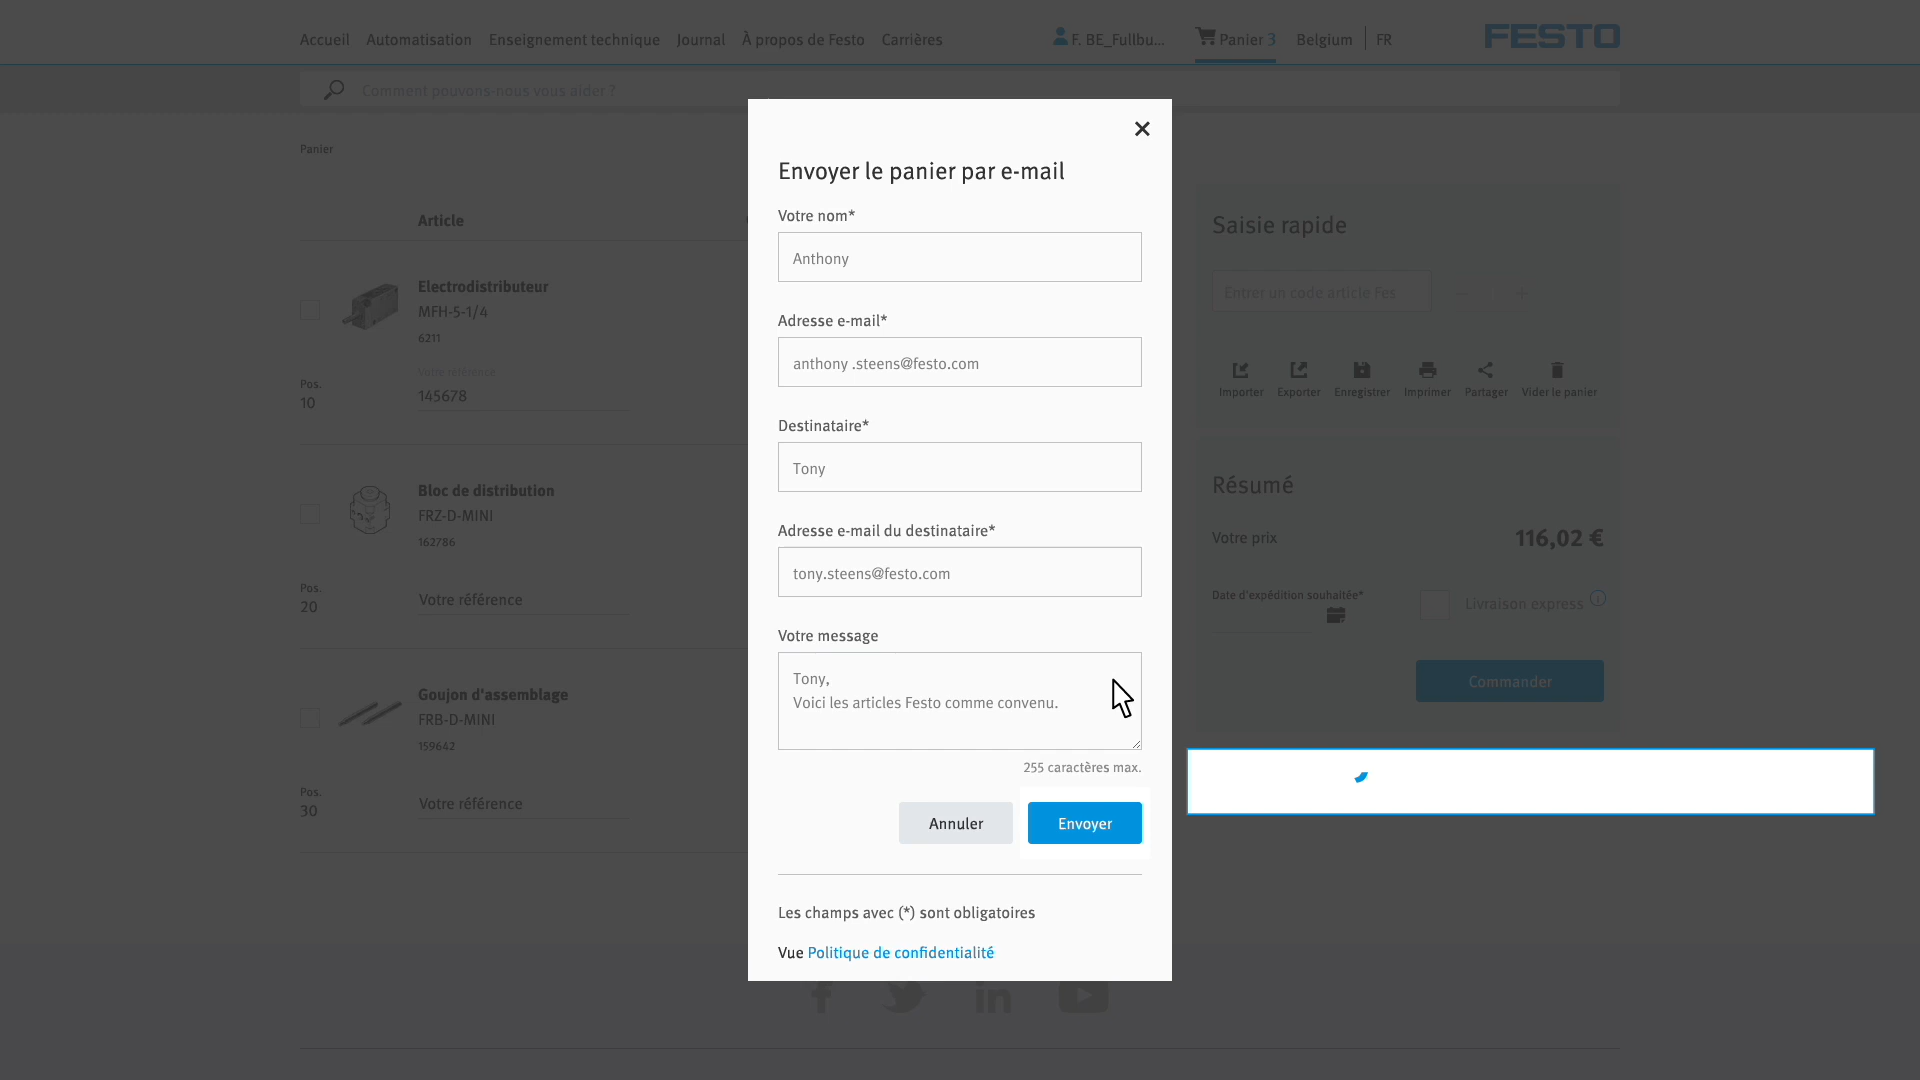 Accueil Automatisation Enseignement technique Journal À propos de Festo Carrières F. BE_Fullbu... Panier 3 Belgium FR FESTO
Comment pouvons-nous vous aider ?
Panier
Article
Electrodistributeur
MFH-5-1/4
6211
Votre référence
Pos.
10
145678
Bloc de distribution
FRZ-D-MINI
162786
Pos.
20
Votre référence
Goujon d'assemblage
FRB-D-MINI
159642
Pos.
30
Votre référence
Envoyer le panier par e-mail
Votre nom*
Anthony
Adresse e-mail*
anthony .steens@festo.com
Destinataire*
Tony
Adresse e-mail du destinataire*
tony.steens@festo.com
Votre message
Tony,
Voici les articles Festo comme convenu.
255 caractères max.
Annuler Envoyer
Les champs avec (*) sont obligatoires
Vue Politique de confidentialité
Saisie rapide
Entrer un code article Fes
Importer Exporter Enregistrer Imprimer Partager Vider le panier
Résumé
Votre prix 116,02 €
Date d'expédition souhaitée*
Livraison express
Commander